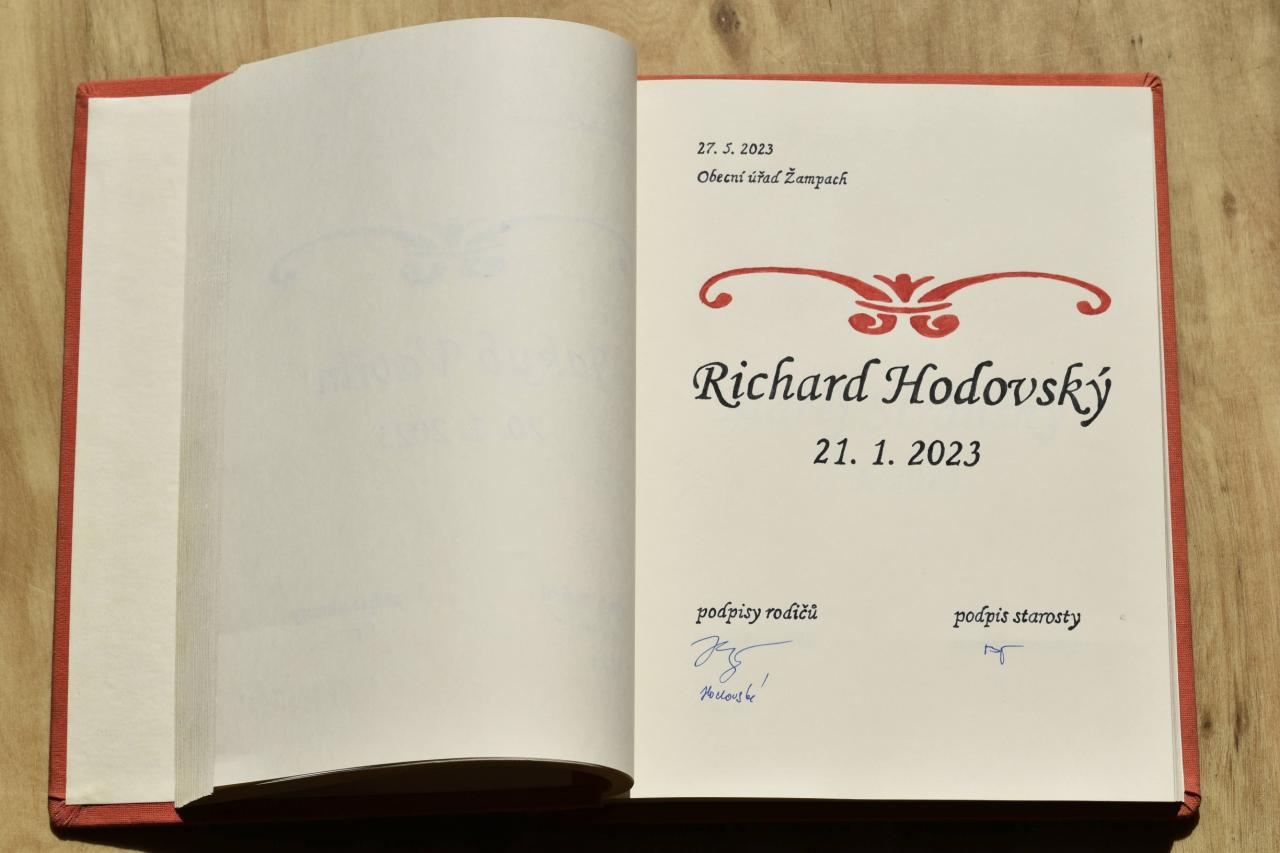 27. 5. 2023
Obecní úřad Žampach
Richard Hodovský
21. 1. 2023
podpisy rodičů
podpis starosty
Hodovská